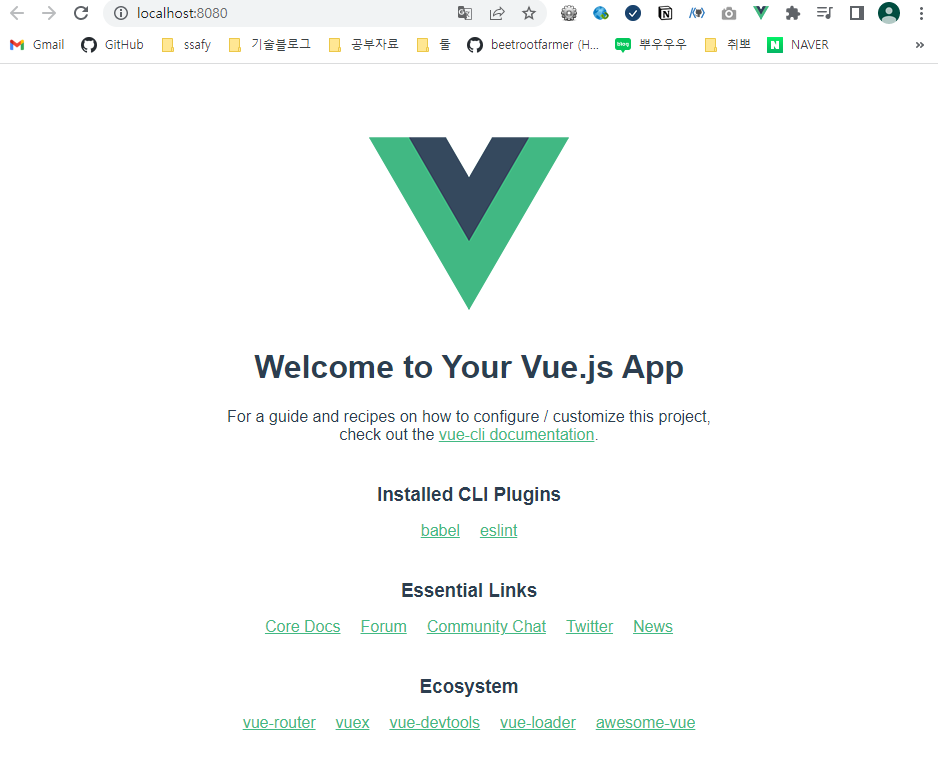 localhost:8080
Gmail GitHub ssafy 기술블로그 공부자료 툴 beetrootfarmer (H... blog 뿌우우우 취뽀 N NAVER »
Welcome to Your Vue.js App
For a guide and recipes on how to configure / customize this project,
check out the vue-cli documentation.
Installed CLI Plugins
babel eslint
Essential Links
Core Docs Forum Community Chat Twitter News
Ecosystem
vue-router vuex vue-devtools vue-loader awesome-vue